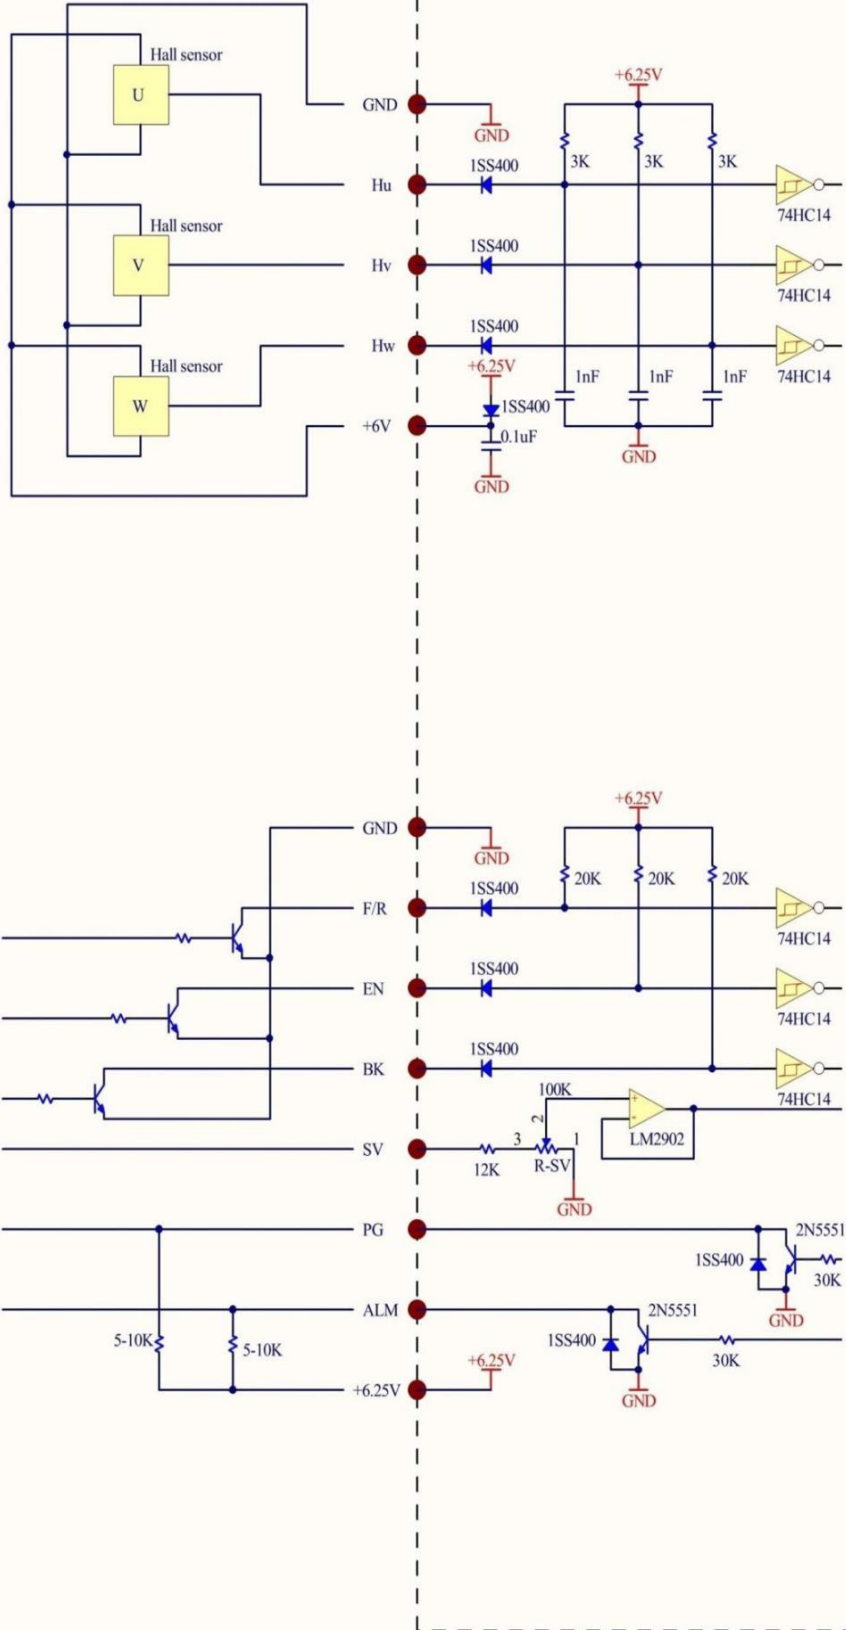 Hall sensor
U
GND
+6.25V
GND
1SS400
3K
3K
3K
Hu
74HC14
Hall sensor
V
1SS400
Hv
74HC14
1SS400
Hw
Hall sensor
W
+6.25V
74HC14
1nF
1nF
1nF
1SS400
+6V
0.1uF
GND
GND
+6.25V
GND
GND
1SS400
20K
20K
20K
F/R
74HC14
1SS400
EN
74HC14
1SS400
BK
100K
74HC14
2
+
-
LM2902
SV
3
1
12K
R-SV
GND
PG
2N5551
1SS400
30K
ALM
2N5551
GND
5-10K
5-10K
1SS400
30K
+6.25V
+6.25V
GND